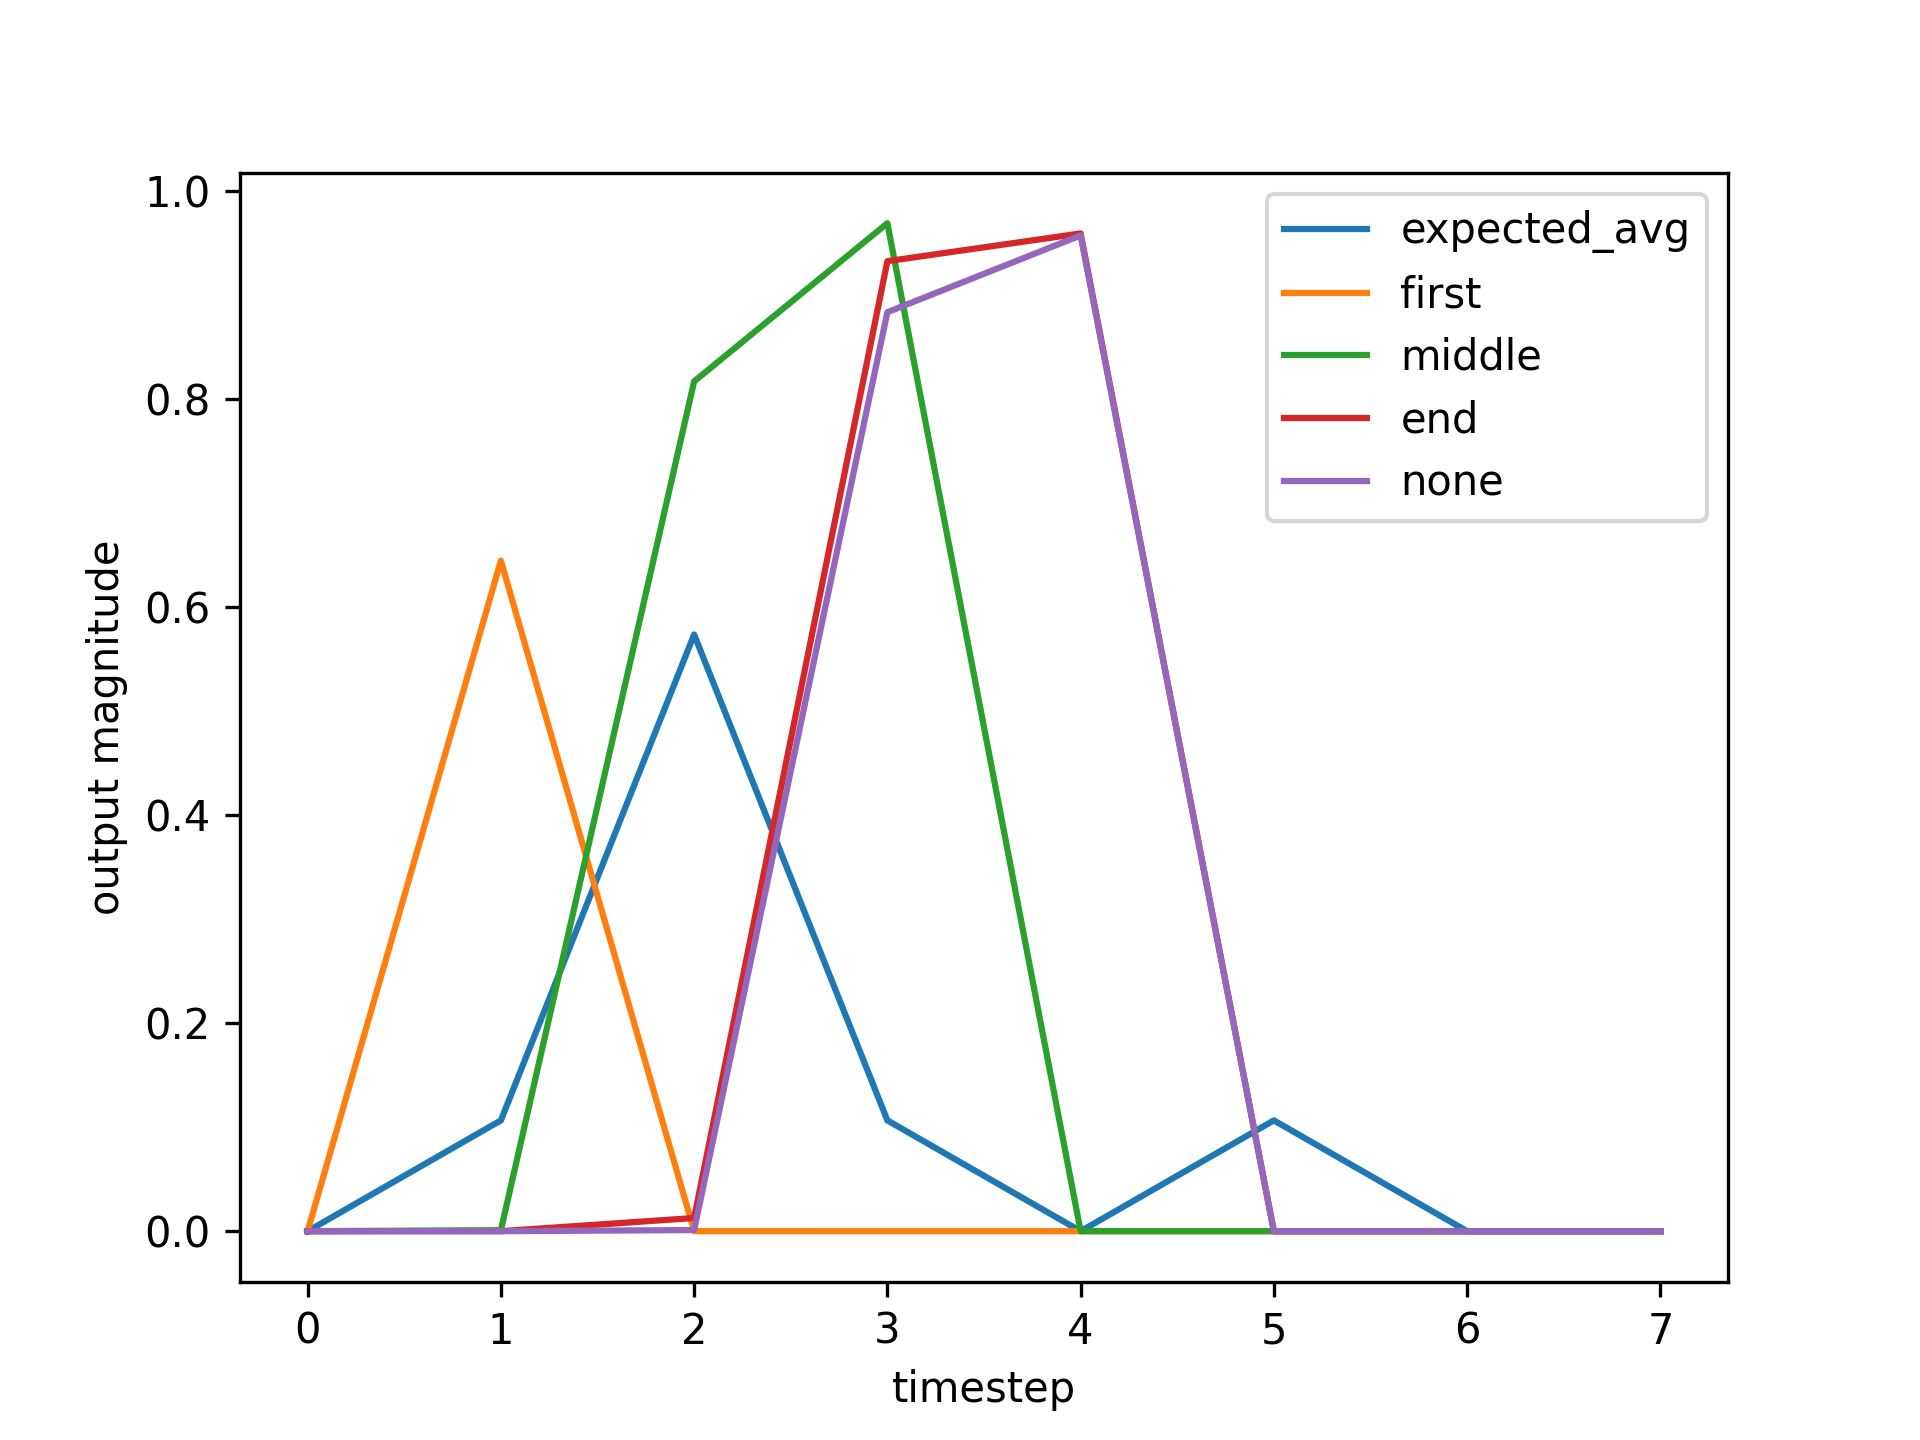 1.0
0.8
0.6
0.4
0.2
0.0
output magnitude
expected_avg
first
middle
end
none
0 1 2 3 4 5 6 7
timestep